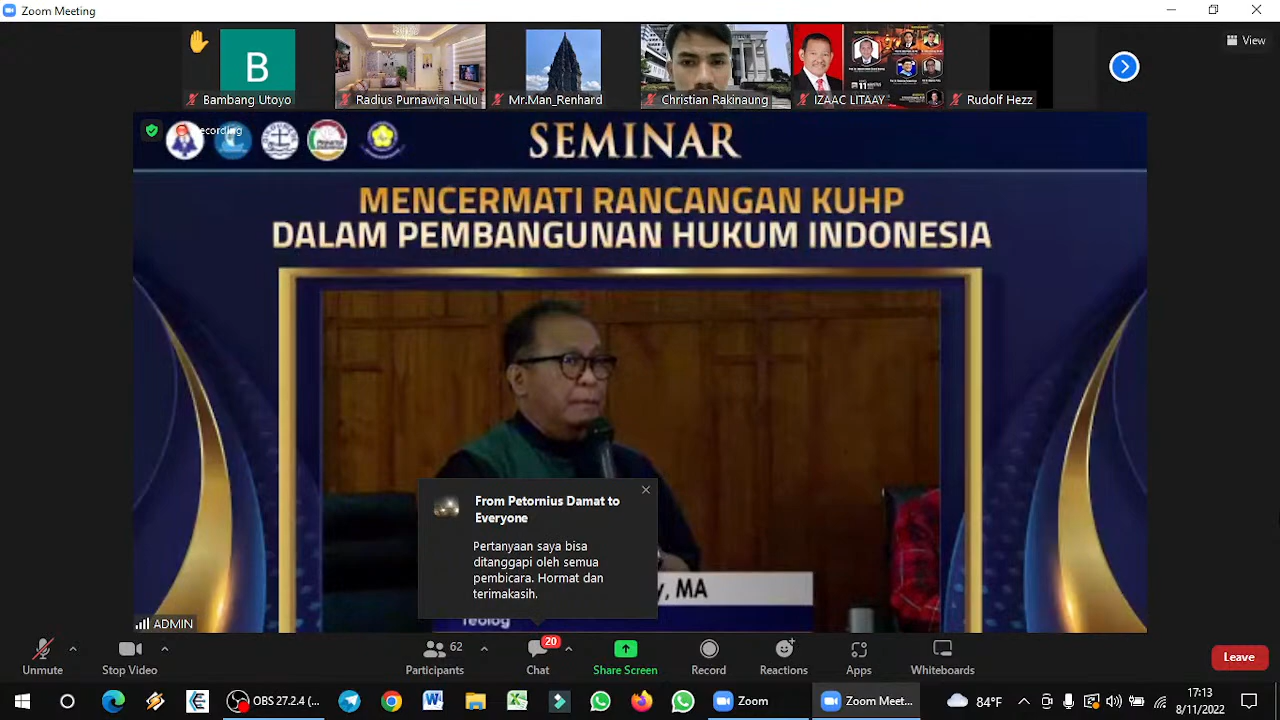 Zoom Meeting
View
B
Bambang Utoyo
Radius Purnawira Hulu
Mr.Man_Renhard
Christian Rakinaung
IZAAC LITAAY
Rudolf Hezz
Recording
SEMINAR
MENCERMATI RANCANGAN KUHP
DALAM PEMBANGUNAN HUKUM INDONESIA
From Petornius Damat to
Everyone
Pertanyaan saya bisa
ditanggapi oleh semua
pembicara. Hormat dan
terimakasih.
, MA
Teolog
ADMIN
62
20
Unmute
Stop Video
Participants
Chat
Share Screen
Record
Reactions
Apps
Whiteboards
Leave
OBS 27.2.4 (...
Zoom
Zoom Meet...
84°F
17:13
8/11/2022